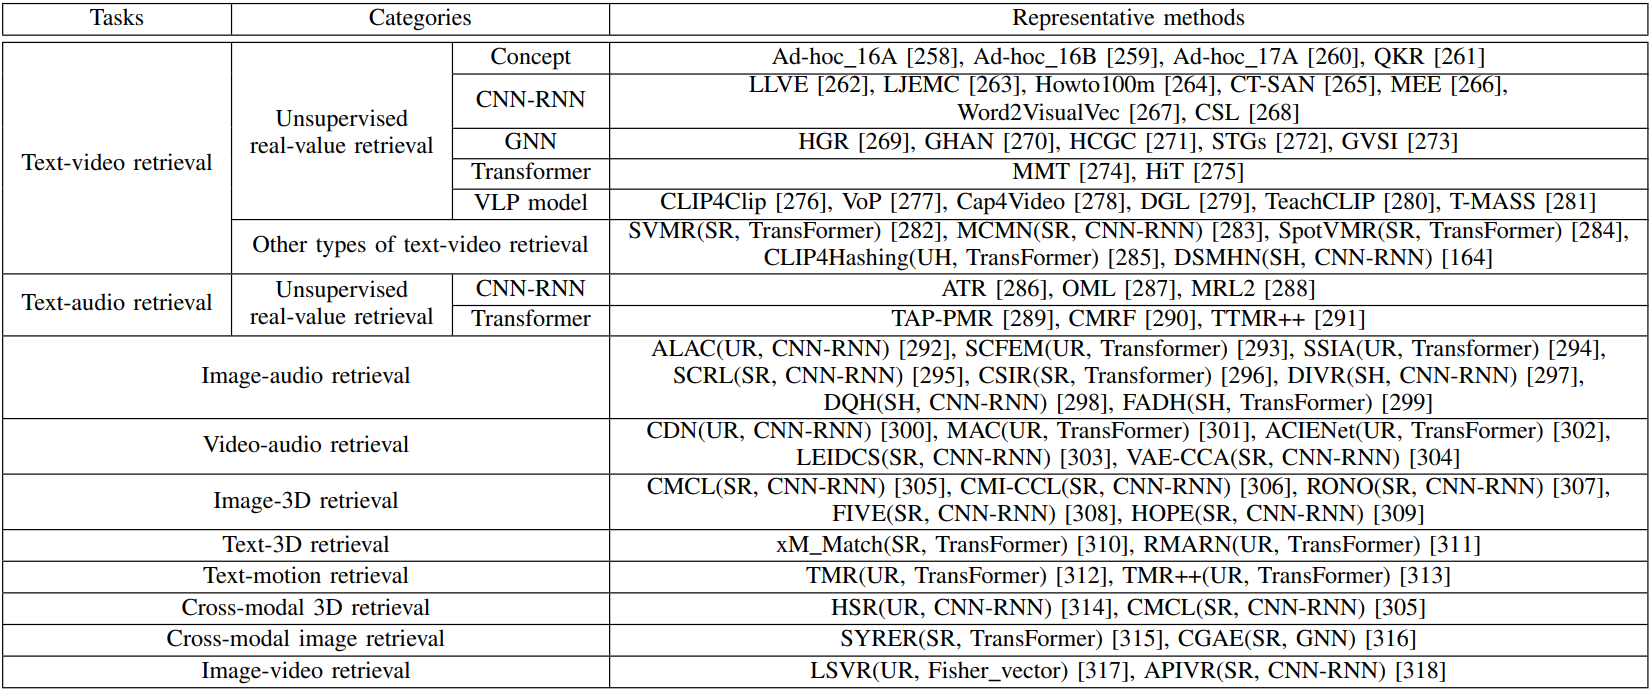 Tasks Categories Representative methods
Text-video retrieval
Unsupervised
real-value retrieval
Concept
Ad-hoc_16A [258], Ad-hoc_16B [259], Ad-hoc_17A [260], QKR [261]
CNN-RNN
LLVE [262], LJEMC [263], Howto100m [264], CT-SAN [265], MEE [266],
Word2VisualVec [267], CSL [268]
GNN
HGR [269], GHAN [270], HCGC [271], STGs [272], GVSI [273]
Transformer
MMT [274], HiT [275]
VLP model
CLIP4Clip [276], VoP [277], Cap4Video [278], DGL [279], TeachCLIP [280], T-MASS [281]
Other types of text-video retrieval
SVMR(SR, TransFormer) [282], MCMN(SR, CNN-RNN) [283], SpotVMR(SR, TransFormer) [284],
CLIP4Hashing(UH, TransFormer) [285], DSMHN(SH, CNN-RNN) [164]
Text-audio retrieval
Unsupervised
real-value retrieval
CNN-RNN
ATR [286], OML [287], MRL2 [288]
Transformer
TAP-PMR [289], CMRF [290], TTMR++ [291]
Image-audio retrieval
ALAC(UR, CNN-RNN) [292], SCFEM(UR, Transformer) [293], SSIA(UR, Transformer) [294],
SCRL(SR, CNN-RNN) [295], CSIR(SR, Transformer) [296], DIVR(SH, CNN-RNN) [297],
DQH(SH, CNN-RNN) [298], FADH(SH, TransFormer) [299]
Video-audio retrieval
CDN(UR, CNN-RNN) [300], MAC(UR, TransFormer) [301], ACIENet(UR, TransFormer) [302],
LEIDCS(SR, CNN-RNN) [303], VAE-CCA(SR, CNN-RNN) [304]
Image-3D retrieval
CMCL(SR, CNN-RNN) [305], CMI-CCL(SR, CNN-RNN) [306], RONO(SR, CNN-RNN) [307],
FIVE(SR, CNN-RNN) [308], HOPE(SR, CNN-RNN) [309]
Text-3D retrieval
xM_Match(SR, TransFormer) [310], RMARN(UR, TransFormer) [311]
Text-motion retrieval
TMR(UR, TransFormer) [312], TMR++(UR, TransFormer) [313]
Cross-modal 3D retrieval
HSR(UR, CNN-RNN) [314], CMCL(SR, CNN-RNN) [305]
Cross-modal image retrieval
SYRER(SR, TransFormer) [315], CGAE(SR, GNN) [316]
Image-video retrieval
LSVR(UR, Fisher_vector) [317], APIVR(SR, CNN-RNN) [318]